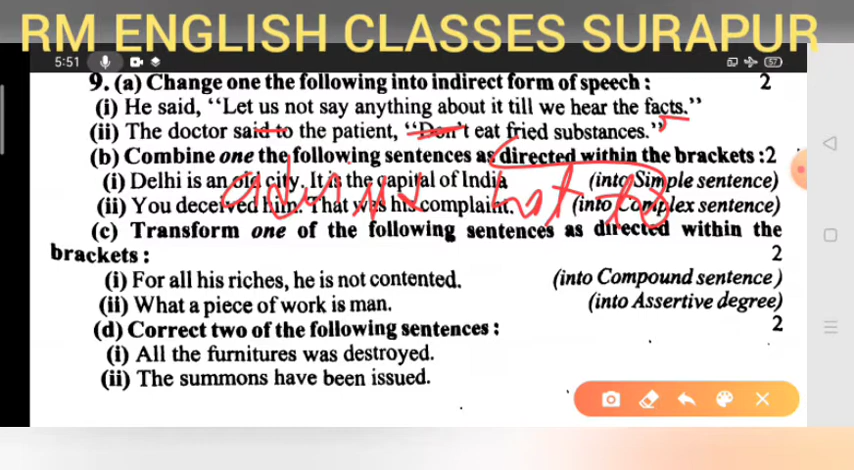 RM ENGLISH CLASSES SURAPUR
5:51 57
9. (a) Change one the following into indirect form of speech : 2
(i) He said, “Let us not say anything about it till we hear the facts.”
(ii) The doctor said to the patient, “Don't eat fried substances.”
(b) Combine one the following sentences as directed within the brackets :2
(i) Delhi is an old city. It is the capital of India (into Simple sentence)
(ii) You deceived him. That was his complaint. (into Complex sentence)
advised not to
(c) Transform one of the following sentences as directed within the
brackets : 2
(i) For all his riches, he is not contented. (into Compound sentence)
(ii) What a piece of work is man. (into Assertive degree)
(d) Correct two of the following sentences : 2
(i) All the furnitures was destroyed.
(ii) The summons have been issued.